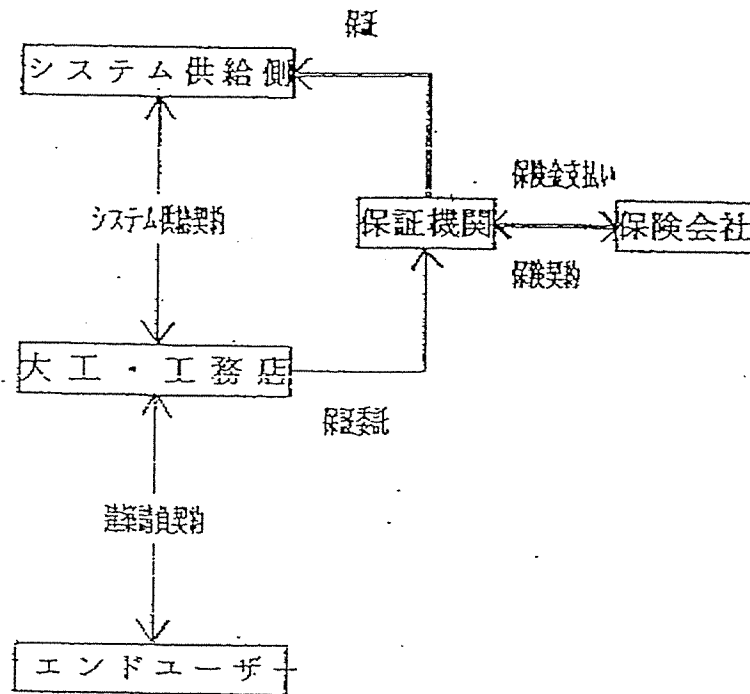 保証
システム供給側
保険金支払い
システム供給契約
保証機関
保険会社
保険契約
大工・工務店
保証委託
建築請負契約
エンドユーザー